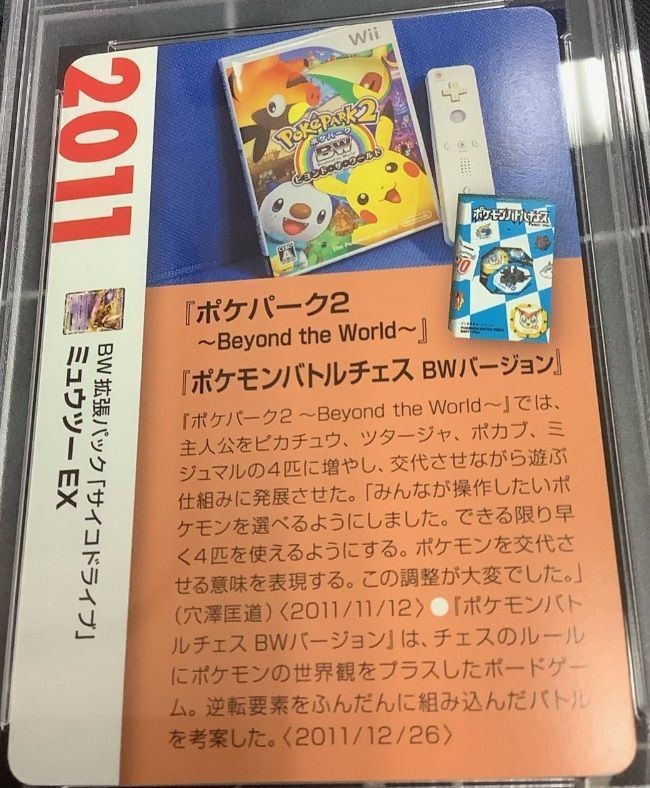 2011
BW 拡張パック「サイコドライブ」
ミュウツーEX
Wii
POKÉPARK 2
ポケパーク
BW
ビヨンド・ザ・ワールド
ポケモンバトルチェス
『ポケパーク2
～Beyond the World～』
『ポケモンバトルチェス BWバージョン』
『ポケパーク2 ～Beyond the World～』では、
主人公をピカチュウ、ツタージャ、ポカブ、ミ
ジュマルの4匹に増やし、交代させながら遊ぶ
仕組みに発展させた。「みんなが操作したいポ
ケモンを選べるようにしました。できる限り早
く4匹を使えるようにする。ポケモンを交代さ
せる意味を表現する。この調整が大変でした。」
(穴澤匡道)〈2011/11/12〉●『ポケモンバト
ルチェス BWバージョン』は、チェスのルール
にポケモンの世界観をプラスしたボードゲー
ム。逆転要素をふんだんに組み込んだバトル
を考案した。〈2011/12/26〉